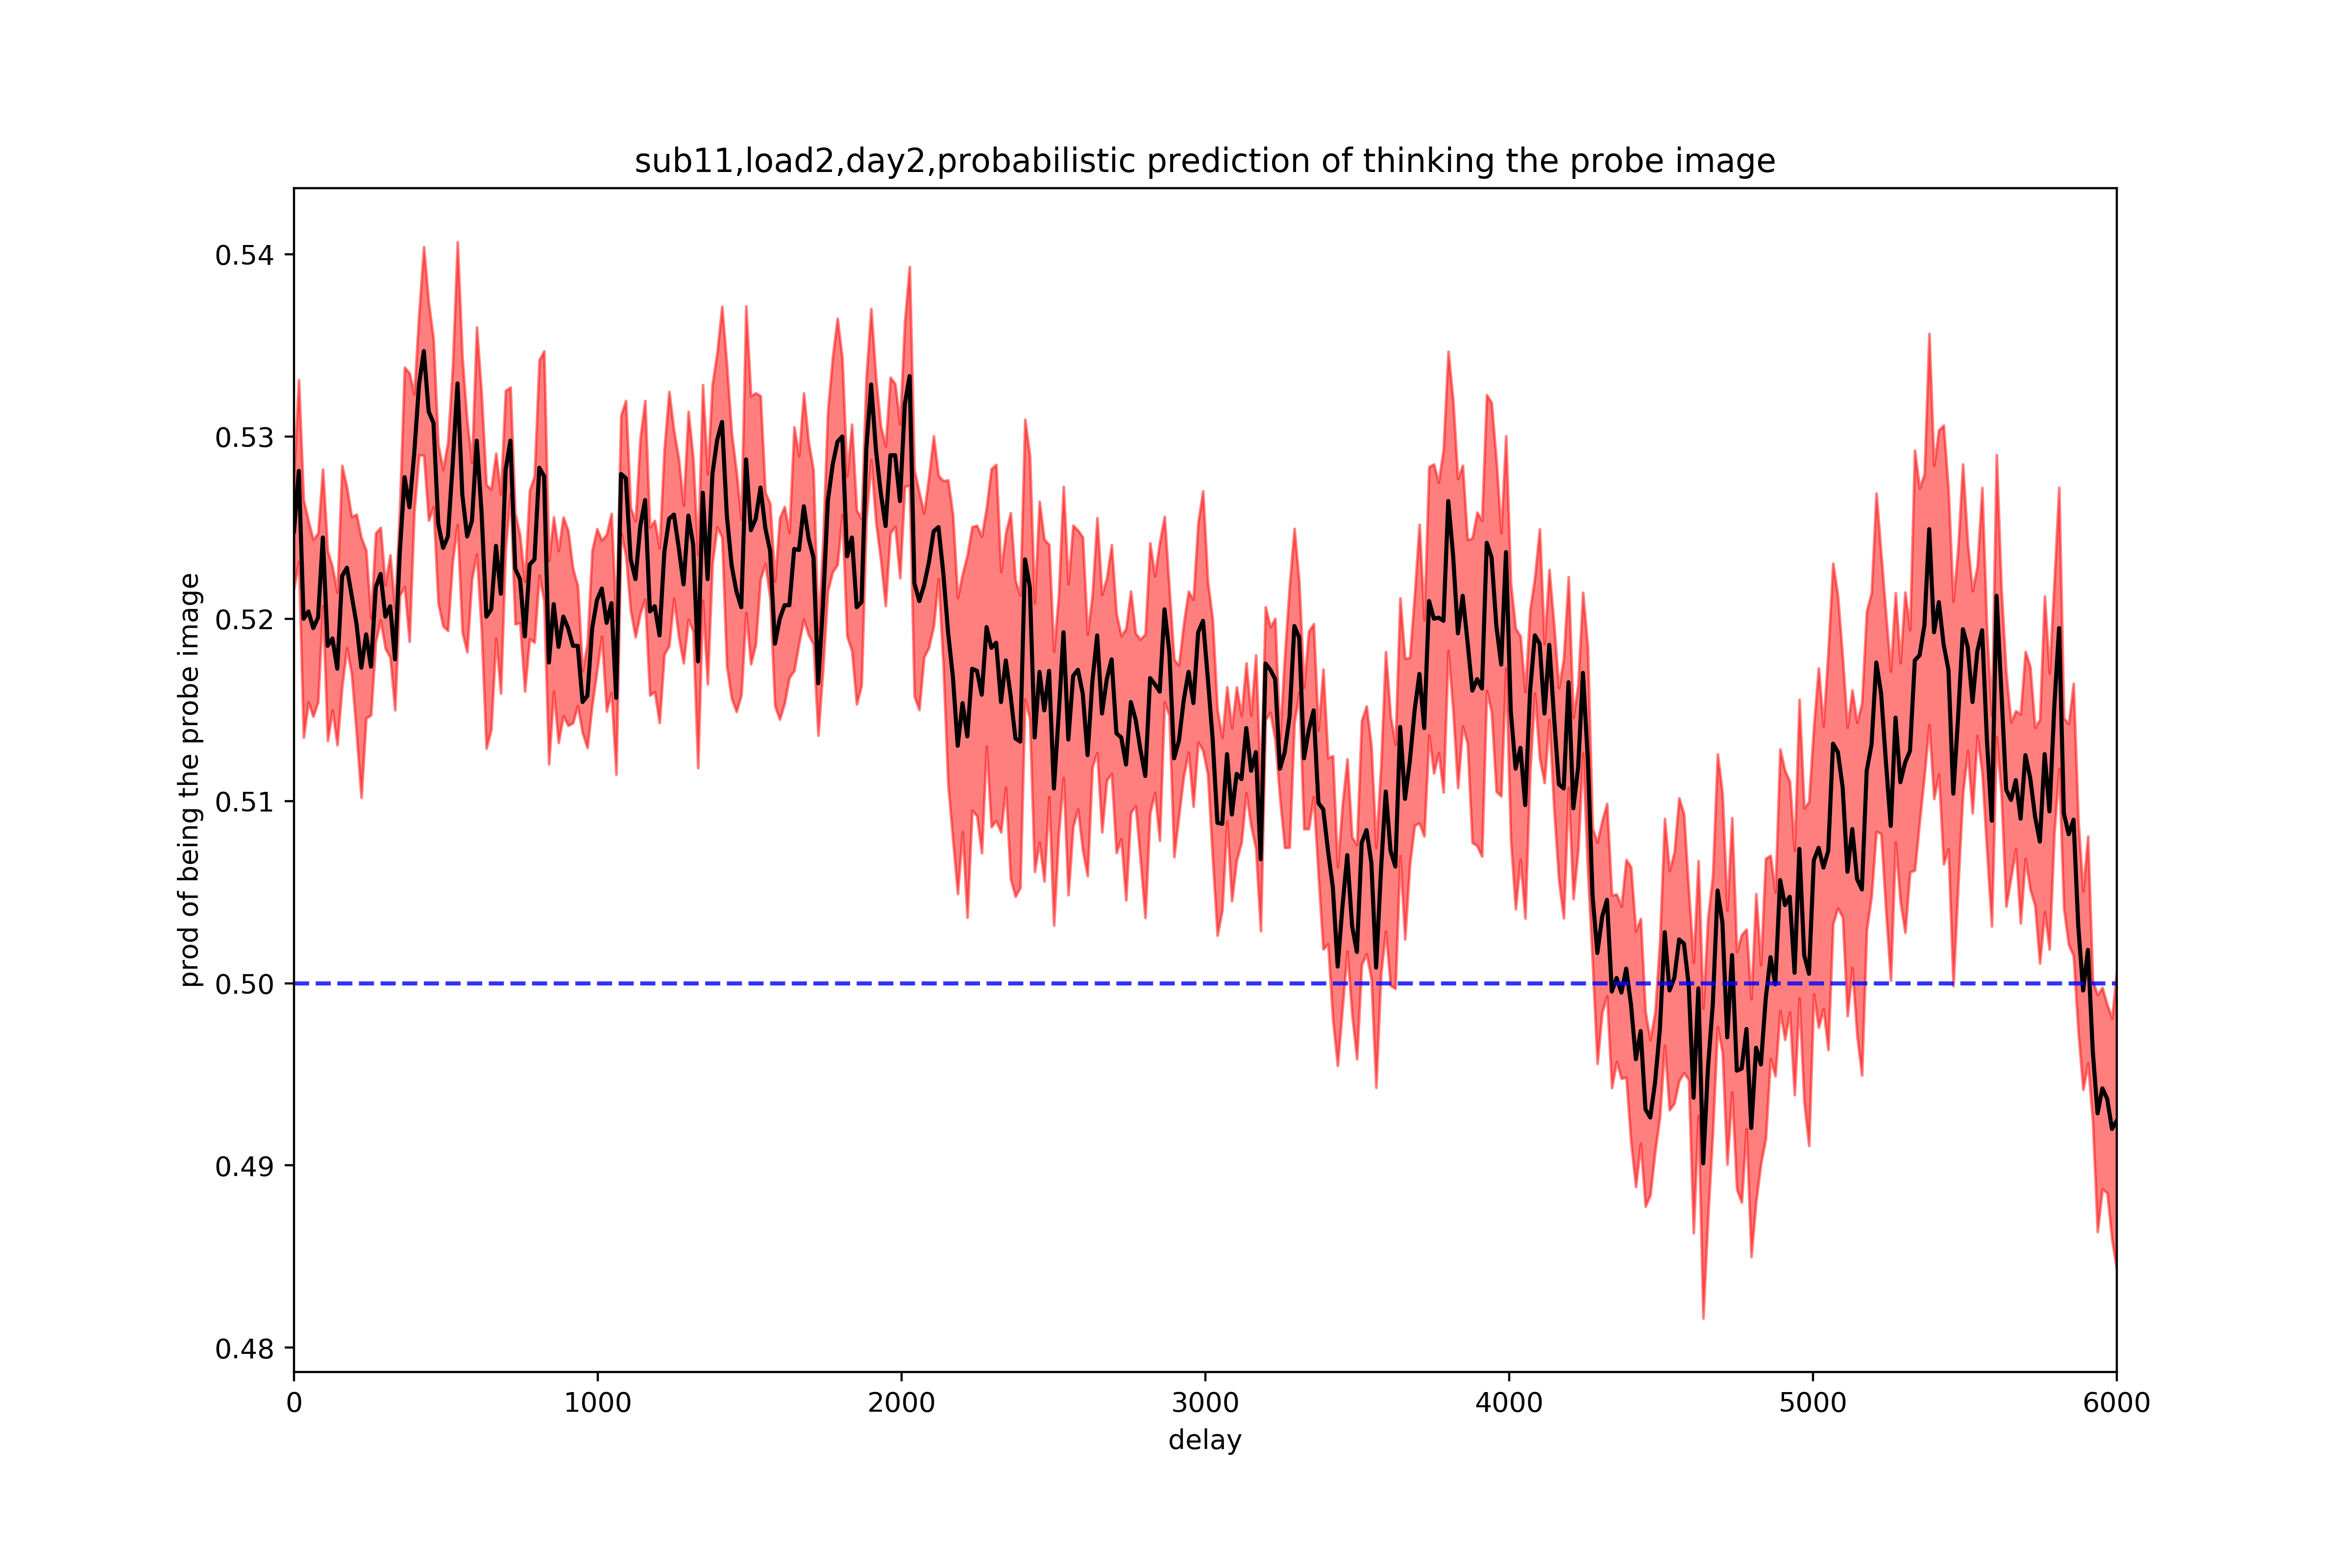 sub11,load2,day2,probabilistic prediction of thinking the probe image
prod of being the probe image
0.54
0.53
0.52
0.51
0.50
0.49
0.48
0 1000 2000 3000 4000 5000 6000
delay